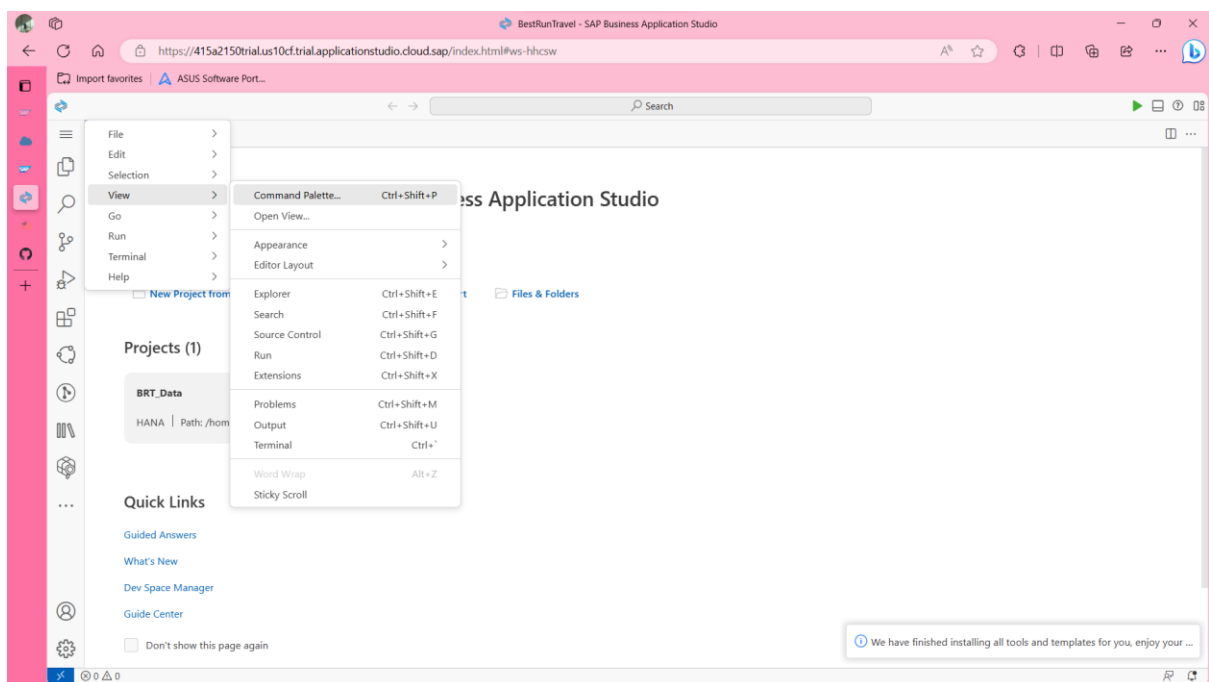 BestRunTravel - SAP Business Application Studio
https://415a2150trial.us10cf.trial.applicationstudio.cloud.sap/index.html#ws-hhcsw
Import favorites
ASUS Software Port...
Search
File
Edit
Selection
View
Go
Run
Terminal
Help
Command Palette... Ctrl+Shift+P
Open View...
Appearance
Editor Layout
Explorer Ctrl+Shift+E
Search Ctrl+Shift+F
Source Control Ctrl+Shift+G
Run Ctrl+Shift+D
Extensions Ctrl+Shift+X
Problems Ctrl+Shift+M
Output Ctrl+Shift+U
Terminal Ctrl+`
Word Wrap Alt+Z
Sticky Scroll
ess Application Studio
New Project from
Files & Folders
Projects (1)
BRT_Data
HANA | Path: /hom
Quick Links
Guided Answers
What's New
Dev Space Manager
Guide Center
Don't show this page again
We have finished installing all tools and templates for you, enjoy your ...
0 0